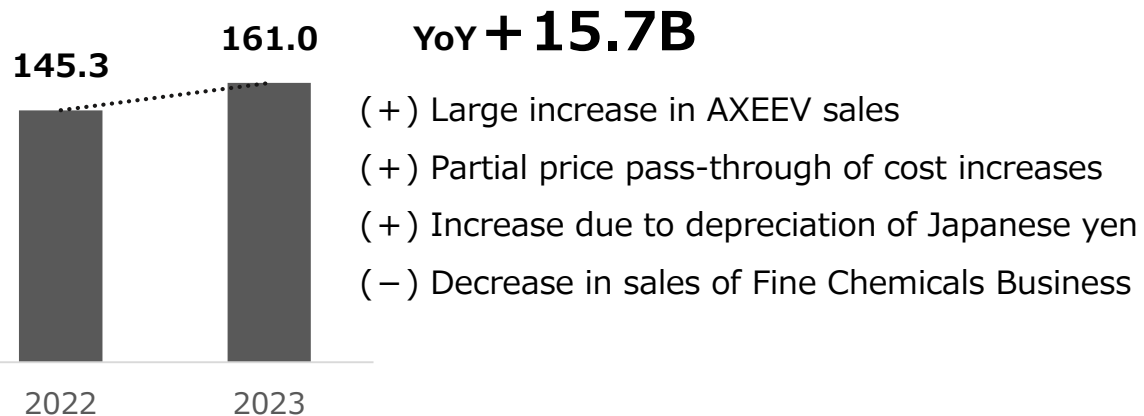 145.3
161.0
YoY＋15.7B
(＋) Large increase in AXEEV sales
(＋) Partial price pass-through of cost increases
(＋) Increase due to depreciation of Japanese yen
(－) Decrease in sales of Fine Chemicals Business
2022
2023